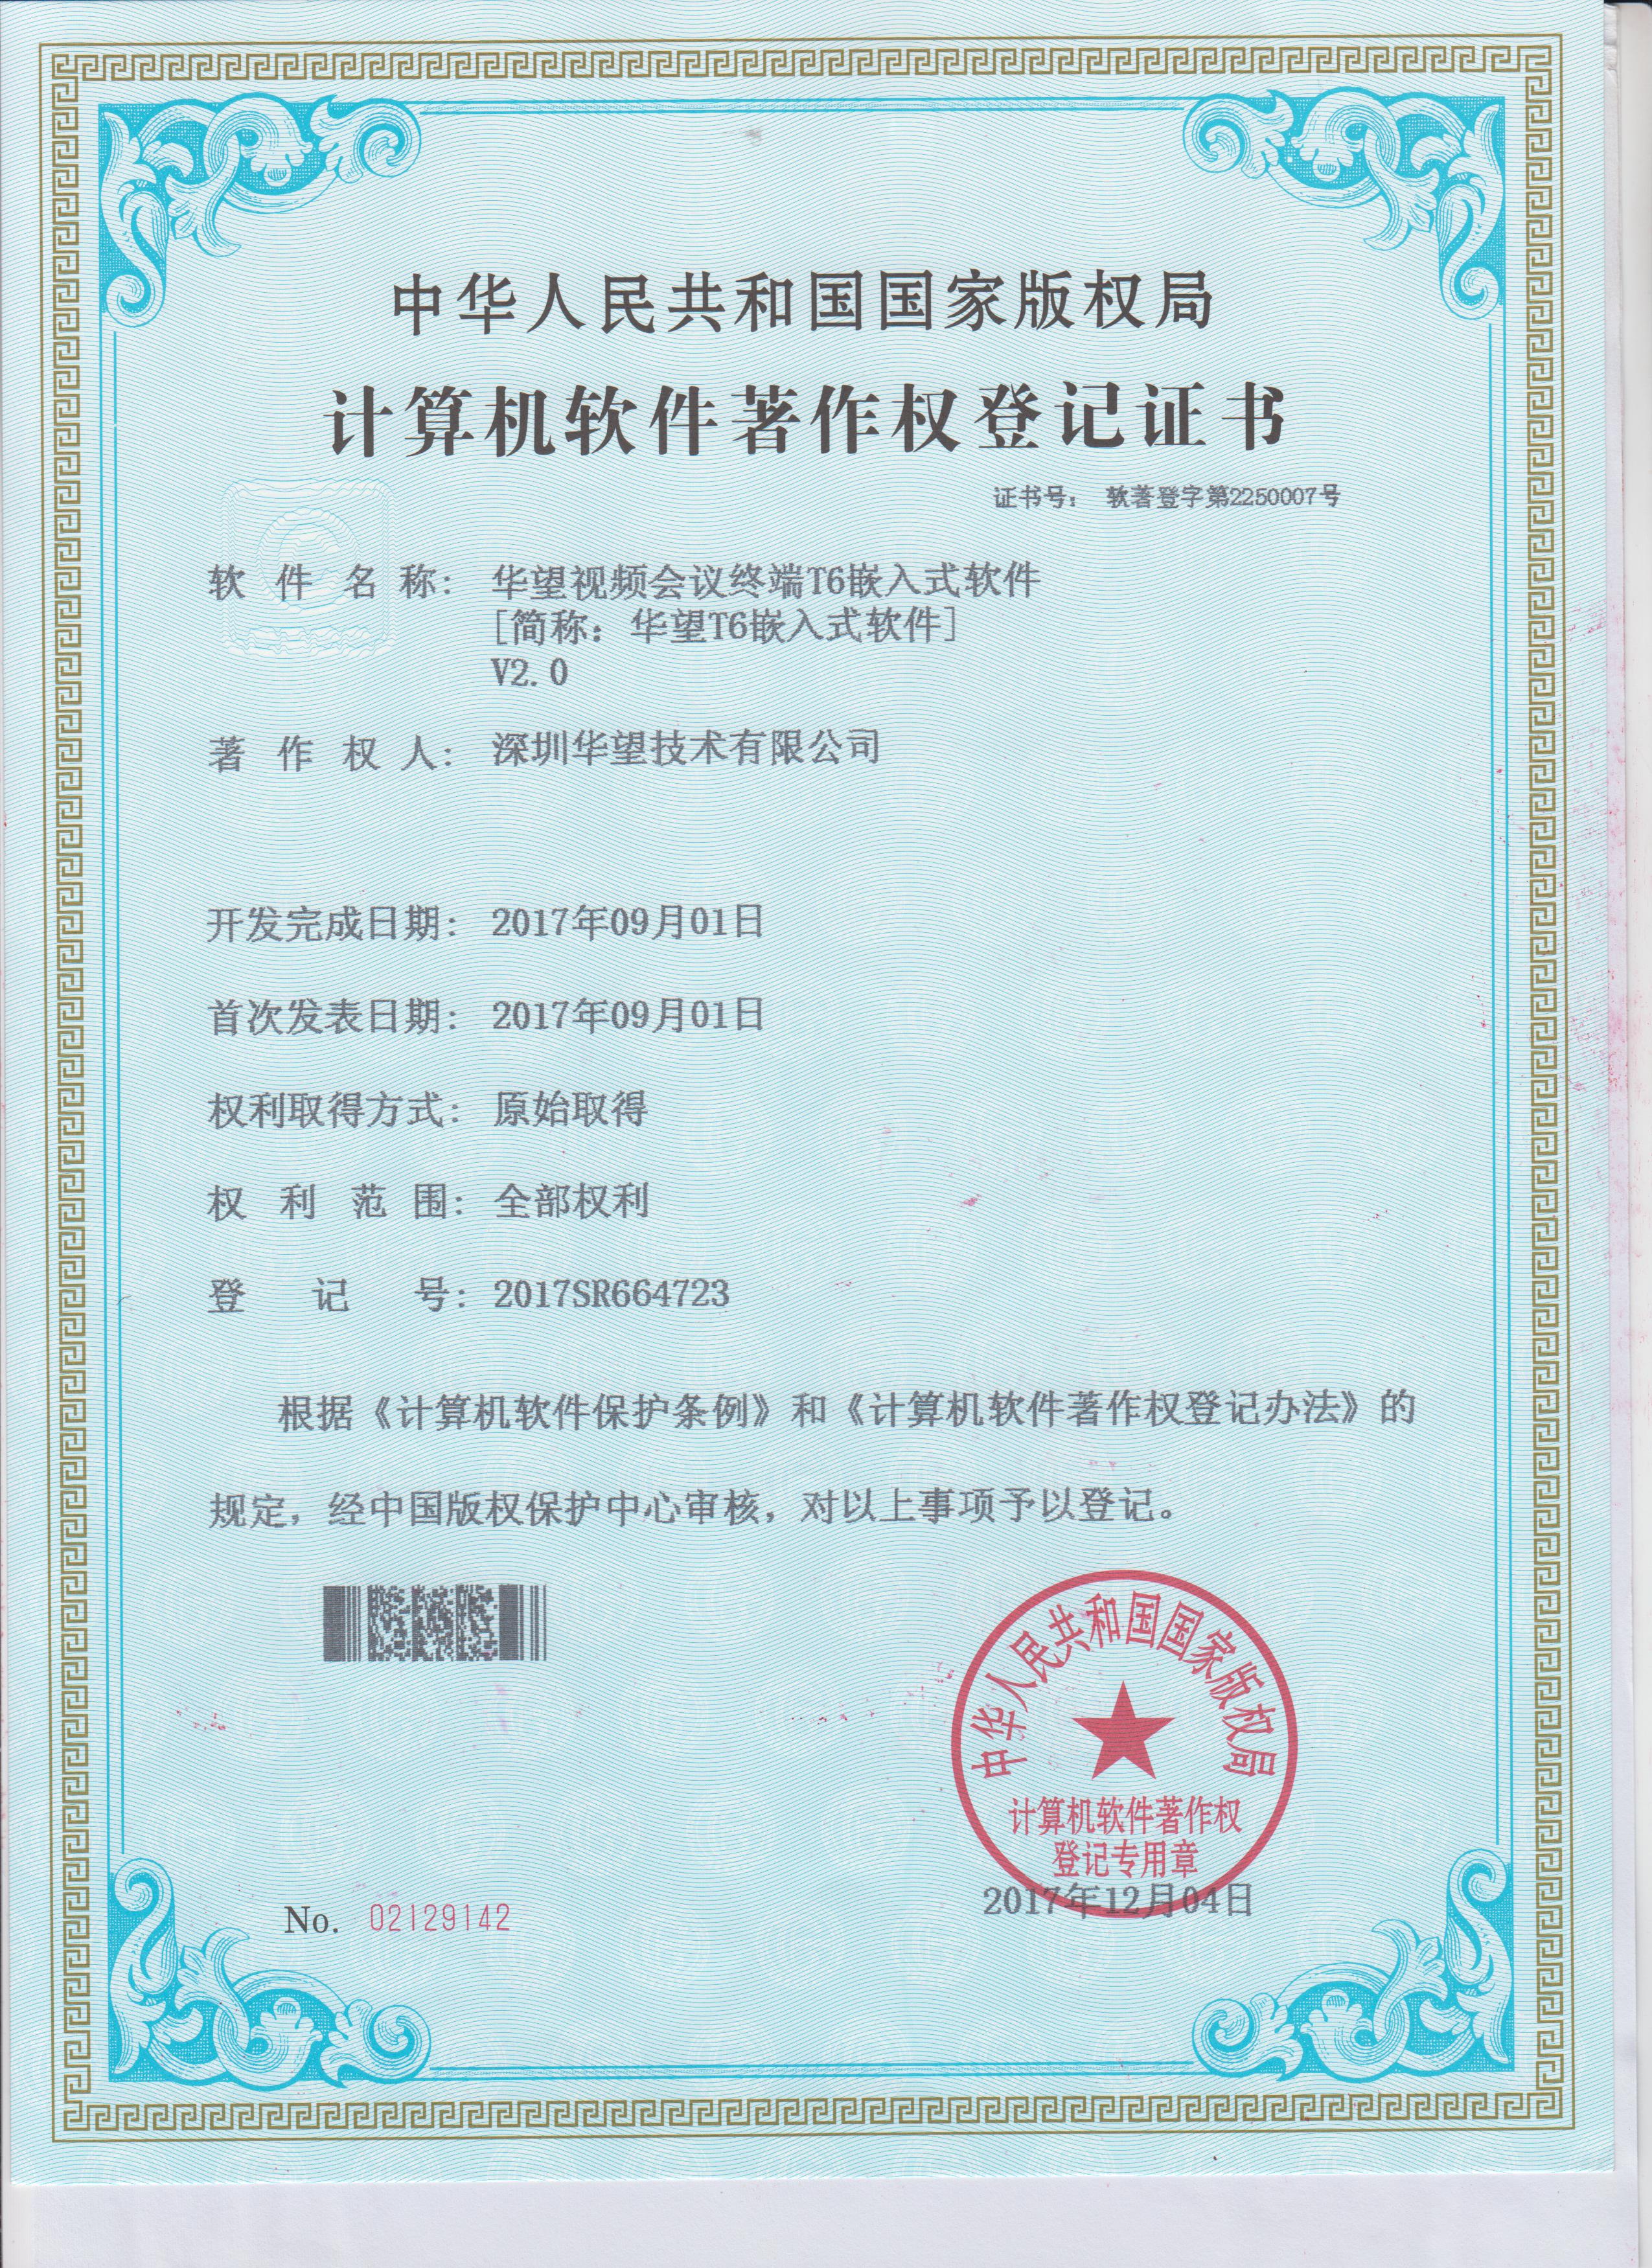 中华人民共和国国家版权局
计算机软件著作权登记证书
证书号： 软著登字第2250007号
软件名称： 华望视频会议终端T6嵌入式软件
[简称：华望T6嵌入式软件]
V2.0
著作权人： 深圳华望技术有限公司
开发完成日期： 2017年09月01日
首次发表日期： 2017年09月01日
权利取得方式： 原始取得
权利范围： 全部权利
登记号： 2017SR664723
根据《计算机软件保护条例》和《计算机软件著作权登记办法》的
规定，经中国版权保护中心审核，对以上事项予以登记。
中华人民共和国国家版权局
计算机软件著作权
登记专用章
2017年12月04日
No. 02129142